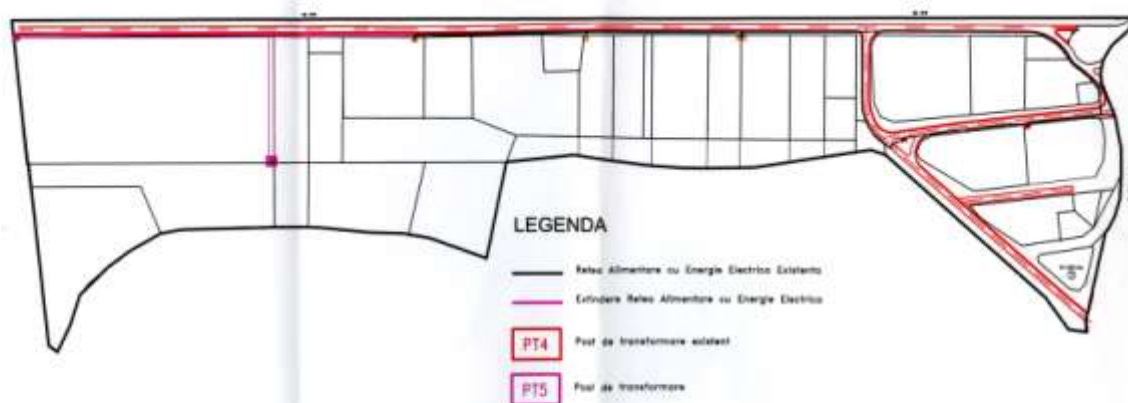 LEGENDA
Retea Alimentare cu Energie Electrica Existenta
Extindere Retea Alimentare cu Energie Electrica
PT4 Post de transformare existent
PT5 Post de transformare